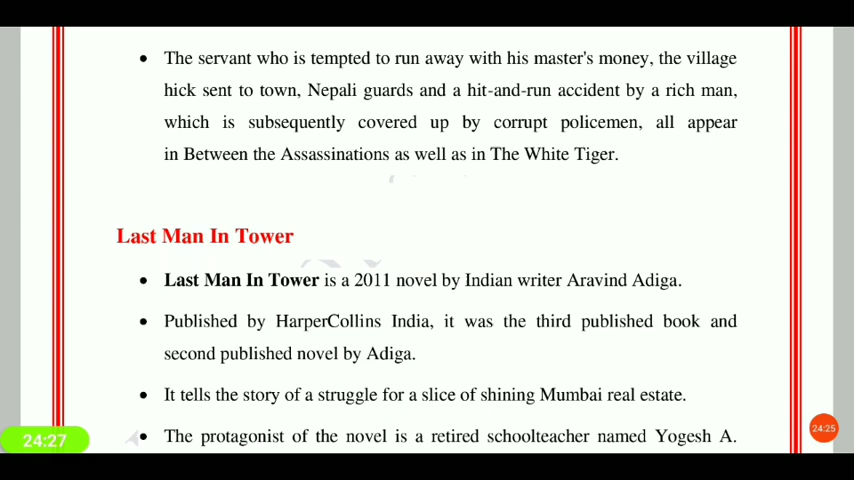 • The servant who is tempted to run away with his master's money, the village
hick sent to town, Nepali guards and a hit-and-run accident by a rich man,
which is subsequently covered up by corrupt policemen, all appear
in Between the Assassinations as well as in The White Tiger.
Last Man In Tower
• Last Man In Tower is a 2011 novel by Indian writer Aravind Adiga.
• Published by HarperCollins India, it was the third published book and
second published novel by Adiga.
• It tells the story of a struggle for a slice of shining Mumbai real estate.
• The protagonist of the novel is a retired schoolteacher named Yogesh A.
24:27
24:25